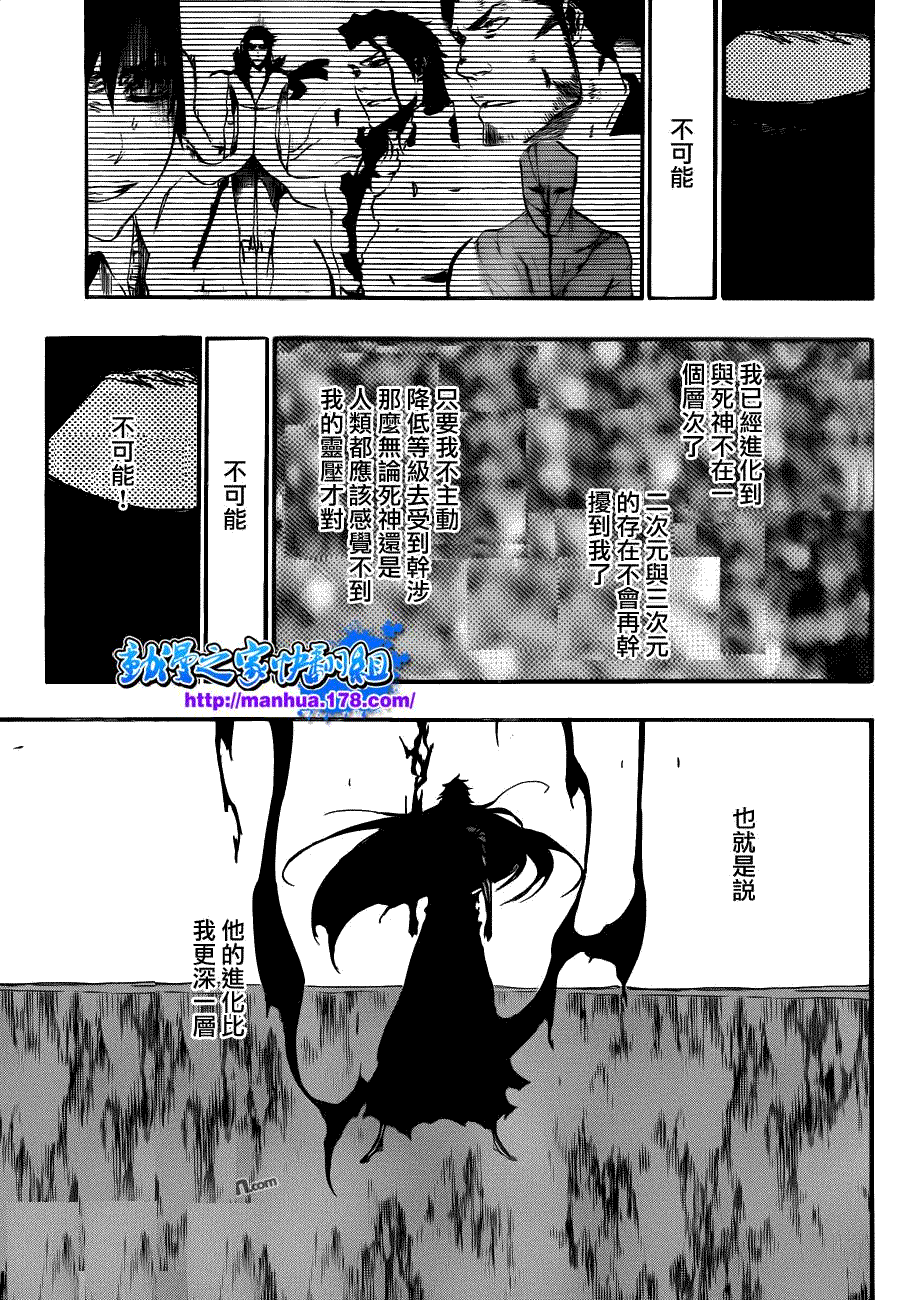 不可能
我已經進化到
與死神不在一
個層次了
二次元與三次元
的存在不會再幹
擾到我了
只要我不主動
降低等級去受到幹涉
那麼無論死神還是
人類都應該感覺不到
我的靈壓才對
不可能
不可能！
動漫之家快翻組
http://manhua.178.com/
也就是説
他的進化比
我更深一層
.com